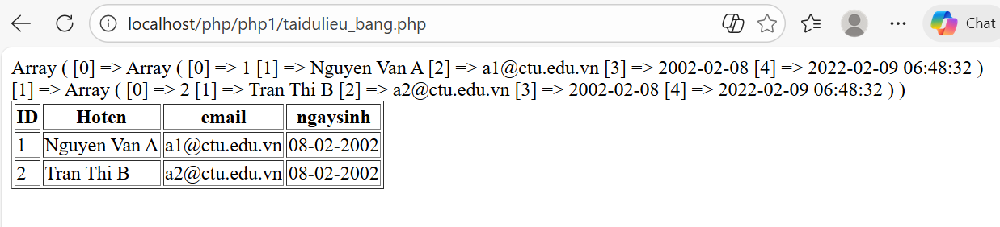 localhost/php/php1/taidulieu_bang.php
Chat
Array ( [0] => Array ( [0] => 1 [1] => Nguyen Van A [2] => a1@ctu.edu.vn [3] => 2002-02-08 [4] => 2022-02-09 06:48:32 )
[1] => Array ( [0] => 2 [1] => Tran Thi B [2] => a2@ctu.edu.vn [3] => 2002-02-08 [4] => 2022-02-09 06:48:32 ) )
ID Hoten email ngaysinh
1 Nguyen Van A a1@ctu.edu.vn 08-02-2002
2 Tran Thi B a2@ctu.edu.vn 08-02-2002